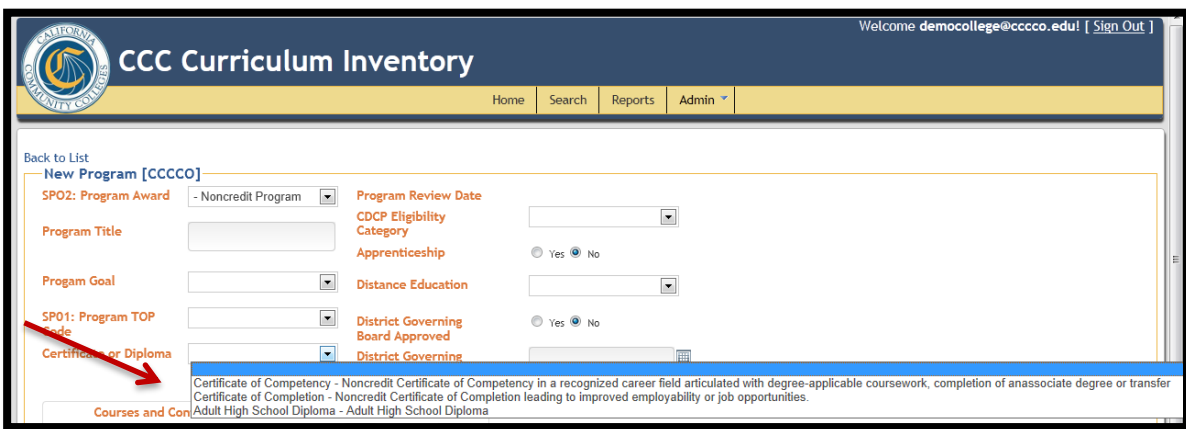 Welcome democollege@cccco.edu! [ Sign Out ]
CALIFORNIA
COMMUNITY COLLEGES
CCC Curriculum Inventory
Home Search Reports Admin
Back to List
New Program [CCCCO]
SPO2: Program Award - Noncredit Program Program Review Date
CDCP Eligibility
Category
Program Title
Apprenticeship Yes No
Progam Goal Distance Education
SP01: Program TOP
Code
District Governing Yes No
Board Approved
Certificate or Diploma District Governing
Certificate of Competency - Noncredit Certificate of Competency in a recognized career field articulated with degree-applicable coursework, completion of anassociate degree or transfer
Certificate of Completion - Noncredit Certificate of Completion leading to improved employability or job opportunities.
Adult High School Diploma - Adult High School Diploma
Courses and Con